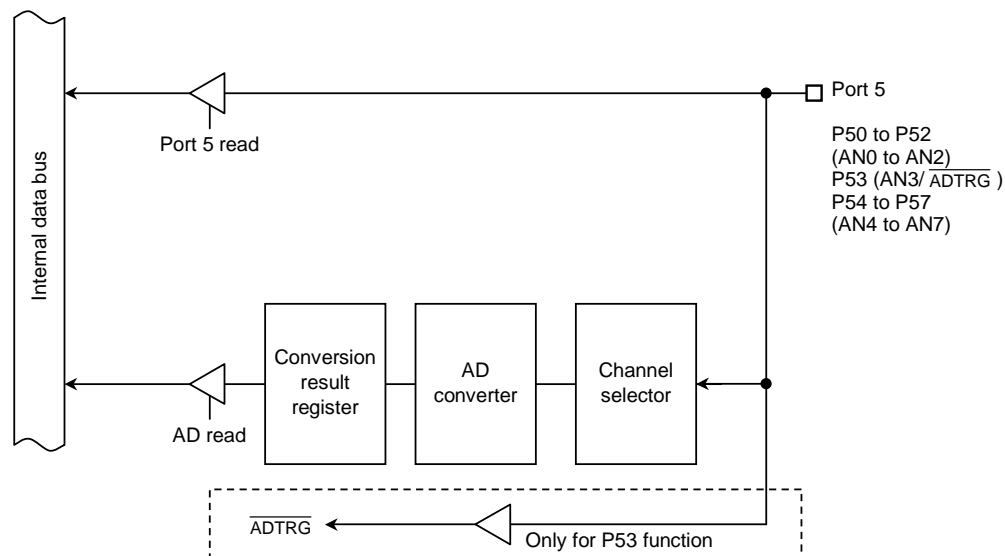 Internal data bus
Port 5 read
Port 5
P50 to P52
(AN0 to AN2)
P53 (AN3/ ADTRG )
P54 to P57
(AN4 to AN7)
Conversion
result
register
AD
converter
Channel
selector
AD read
ADTRG
Only for P53 function